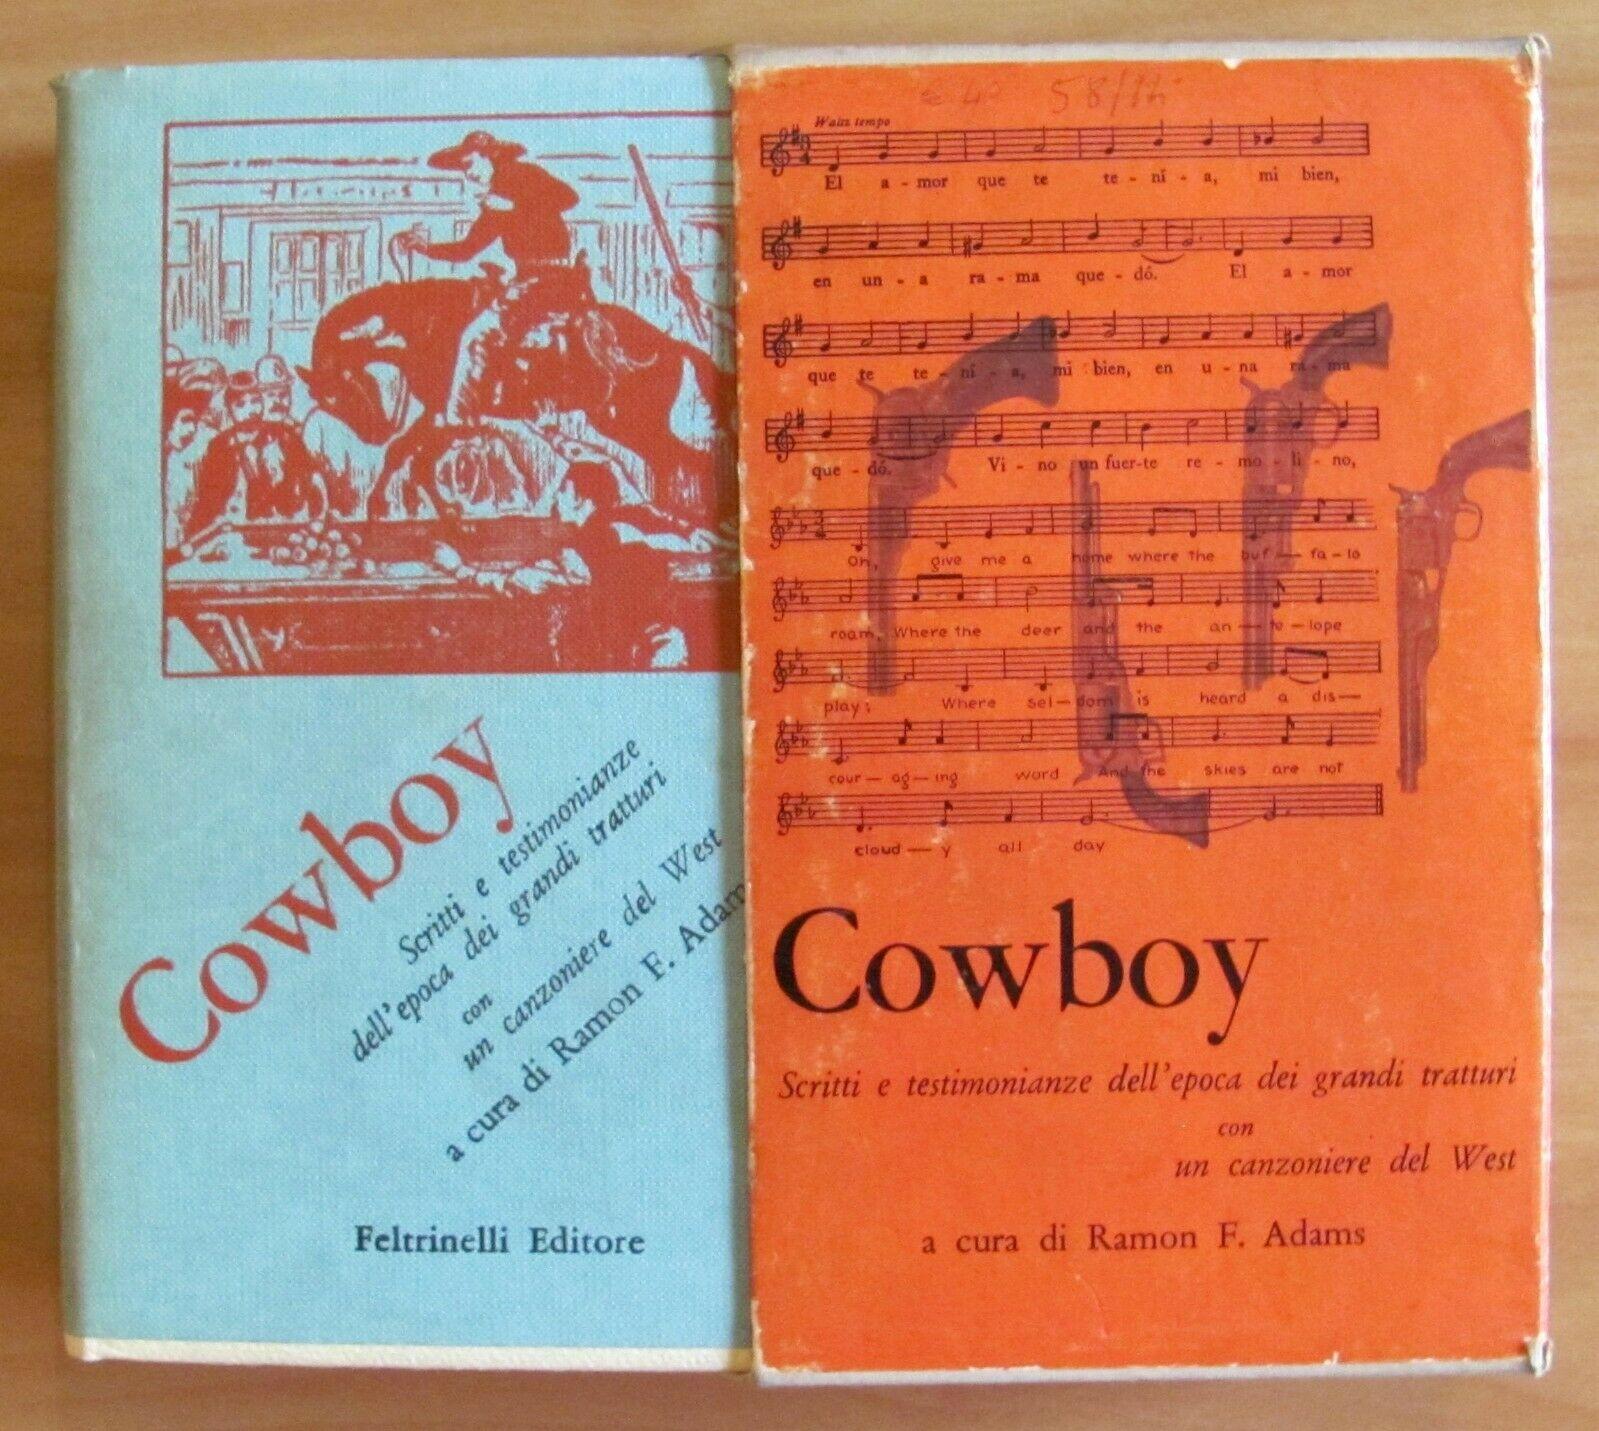 Cowboy
Scritti e testimonianze
dell'epoca dei grandi tratturi
con
un canzoniere del West
a cura di Ramon F. Adam
Feltrinelli Editore
58/14
Waltz tempo
El a - mor que te te - ní - a, mi bien,
en un - a ra - ma que - dó. El a - mor
que te te - ní - a, mi bien, en u - na ra - ma
que - dó. Vi - no un fuer-te re - mo - li - no,
Oh, give me a home where the buf — fa - lo
roam, Where the deer and the an — te — lope
play; Where sel — dom is heard a dis —
cour — ag — ing word And the skies are not
cloud — y all day
Cowboy
Scritti e testimonianze dell'epoca dei grandi tratturi
con
un canzoniere del West
a cura di Ramon F. Adams